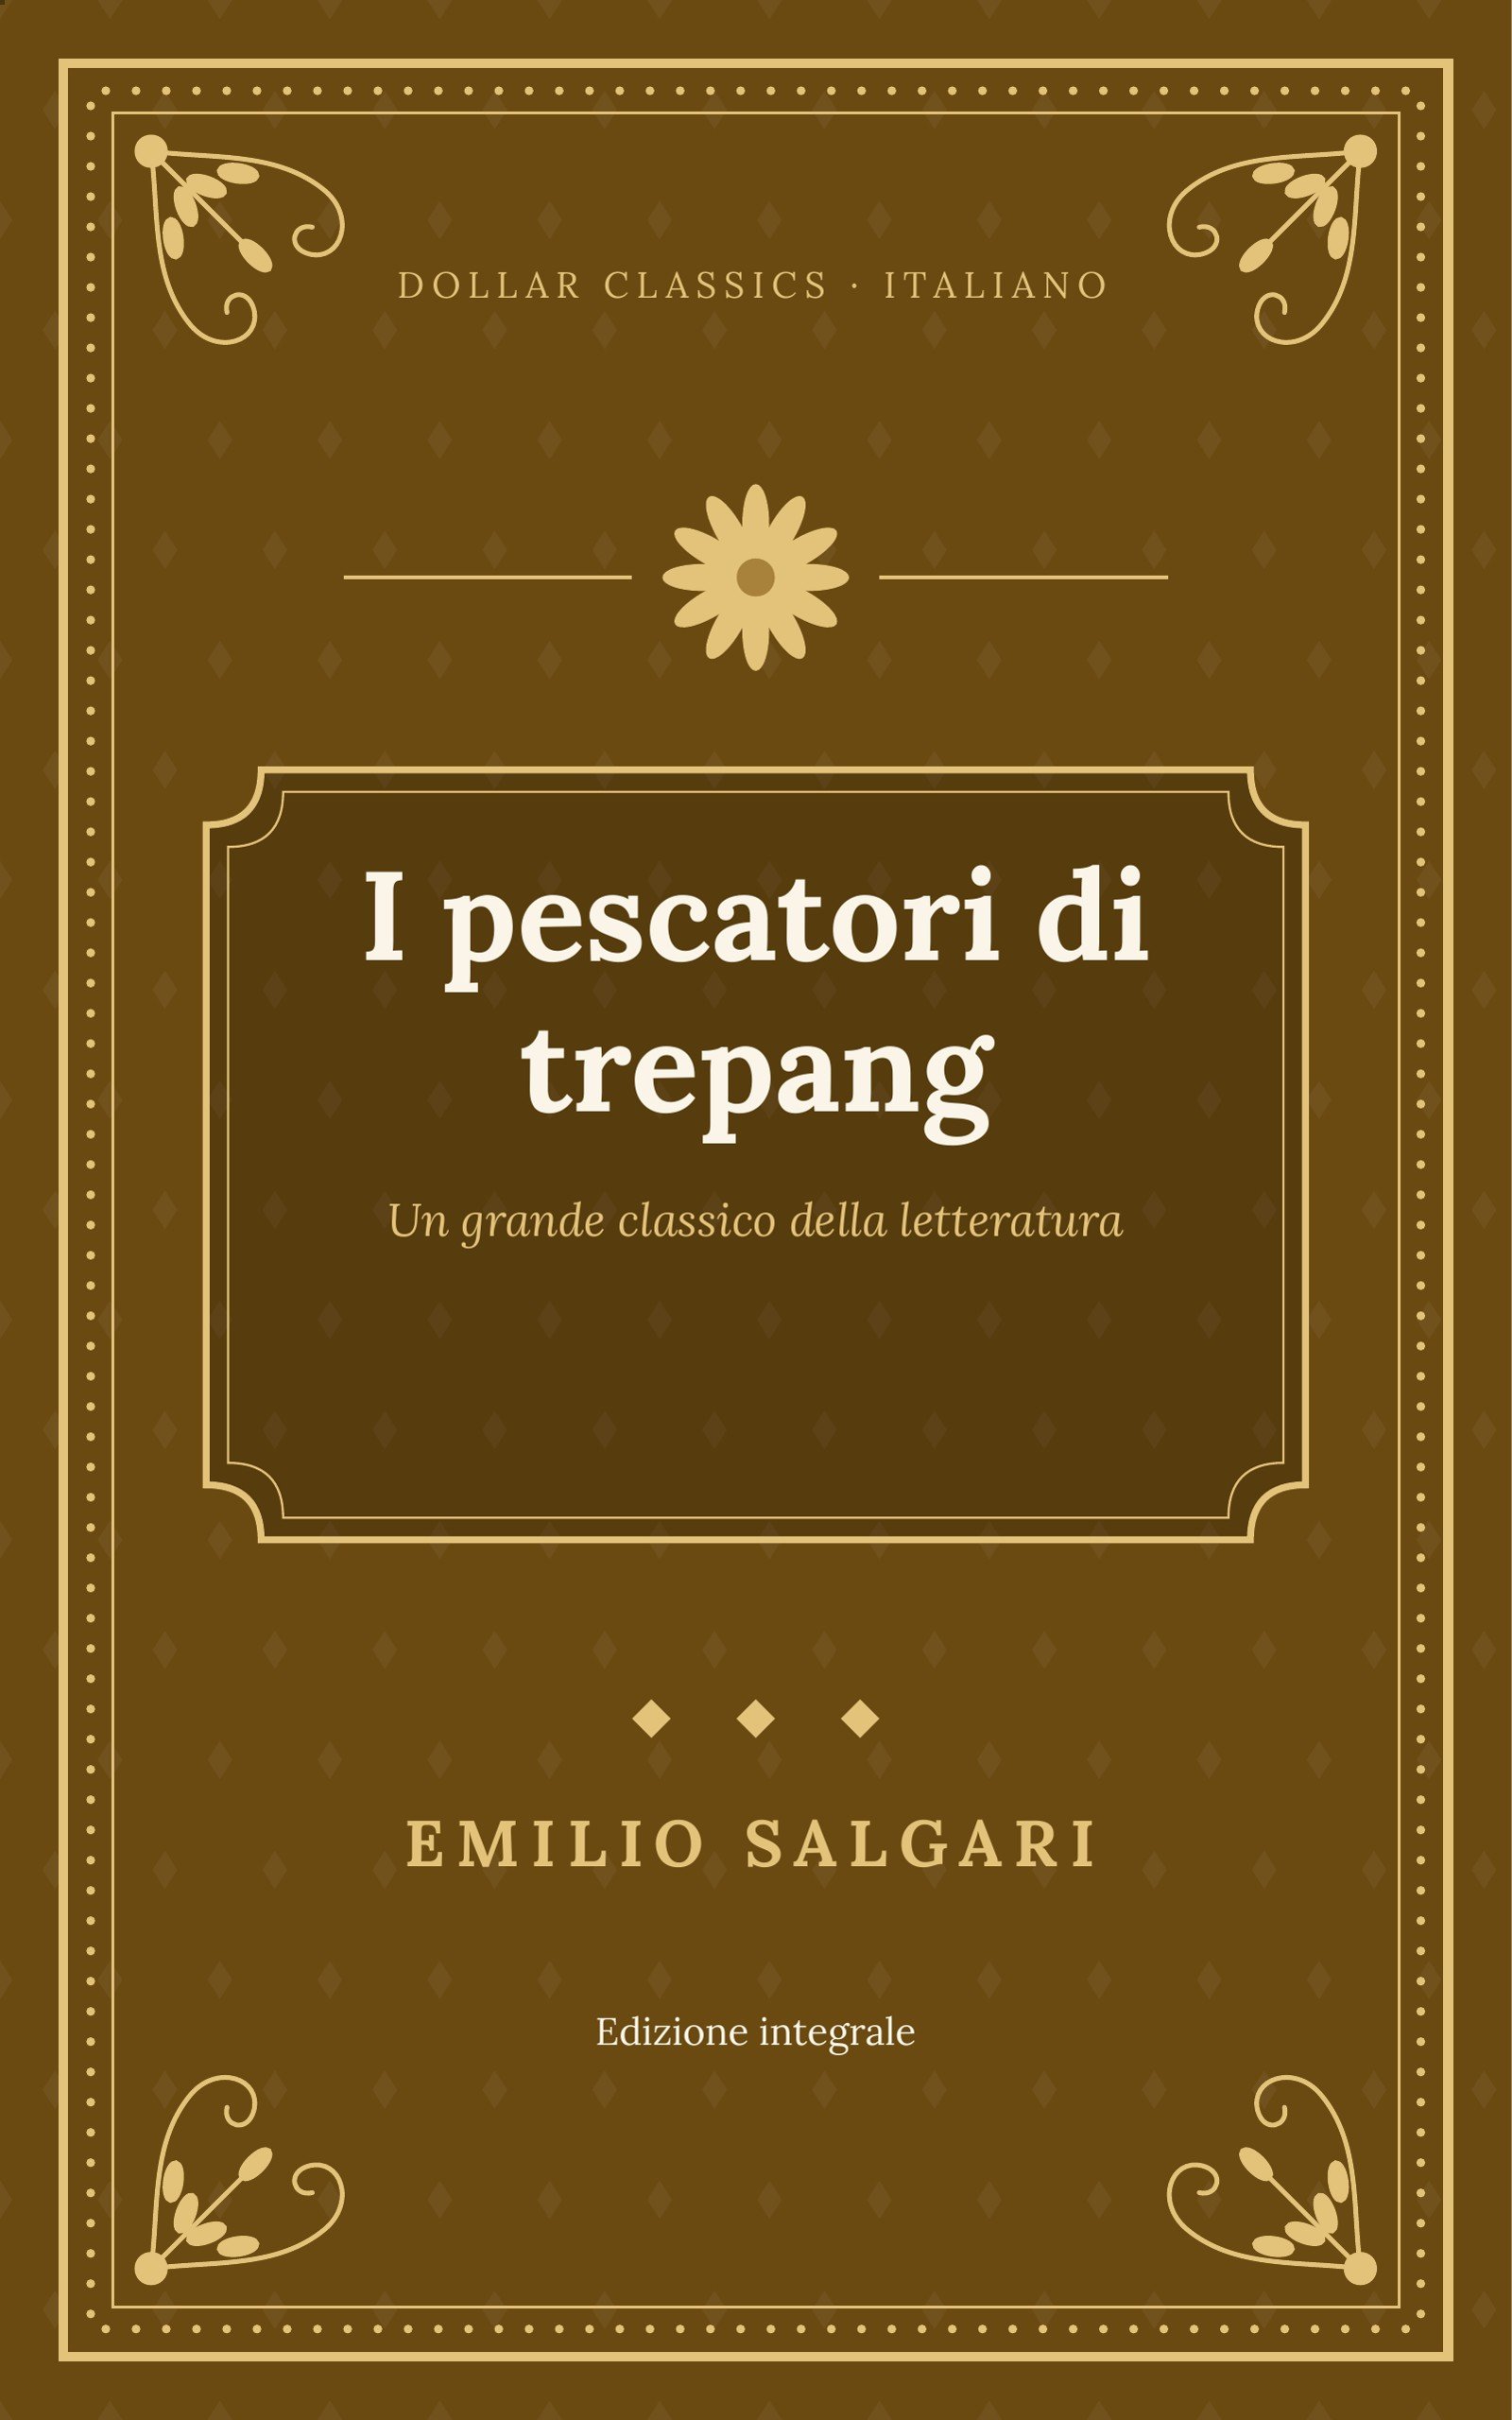 DOLLAR CLASSICS · ITALIANO
I pescatori di
trepang
Un grande classico della letteratura
EMILIO SALGARI
Edizione integrale